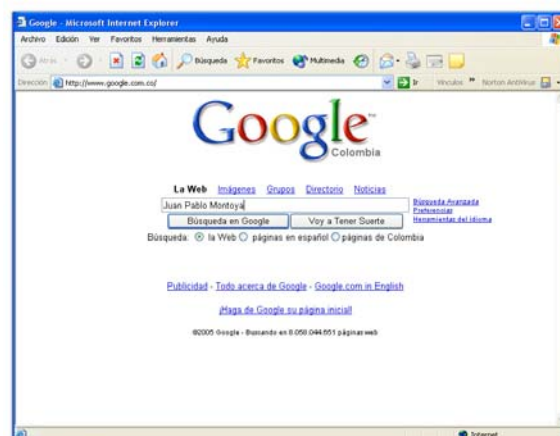 Google - Microsoft Internet Explorer
Archivo Edición Ver Favoritos Herramientas Ayuda
Atrás Búsqueda Favoritos Multimedia
Dirección http://www.google.com.co/ Ir Vínculos » Norton AntiVirus
Google™
Colombia
La Web Imágenes Grupos Directorio Noticias
Juan Pablo Montoya
Búsqueda Avanzada
Preferencias
Herramientas del idioma
Búsqueda en Google Voy a Tener Suerte
Búsqueda: la Web páginas en español páginas de Colombia
Publicidad - Todo acerca de Google - Google.com in English
¡Haga de Google su página inicial!
©2005 Google - Buscando en 8.058.044.651 páginas web
Internet